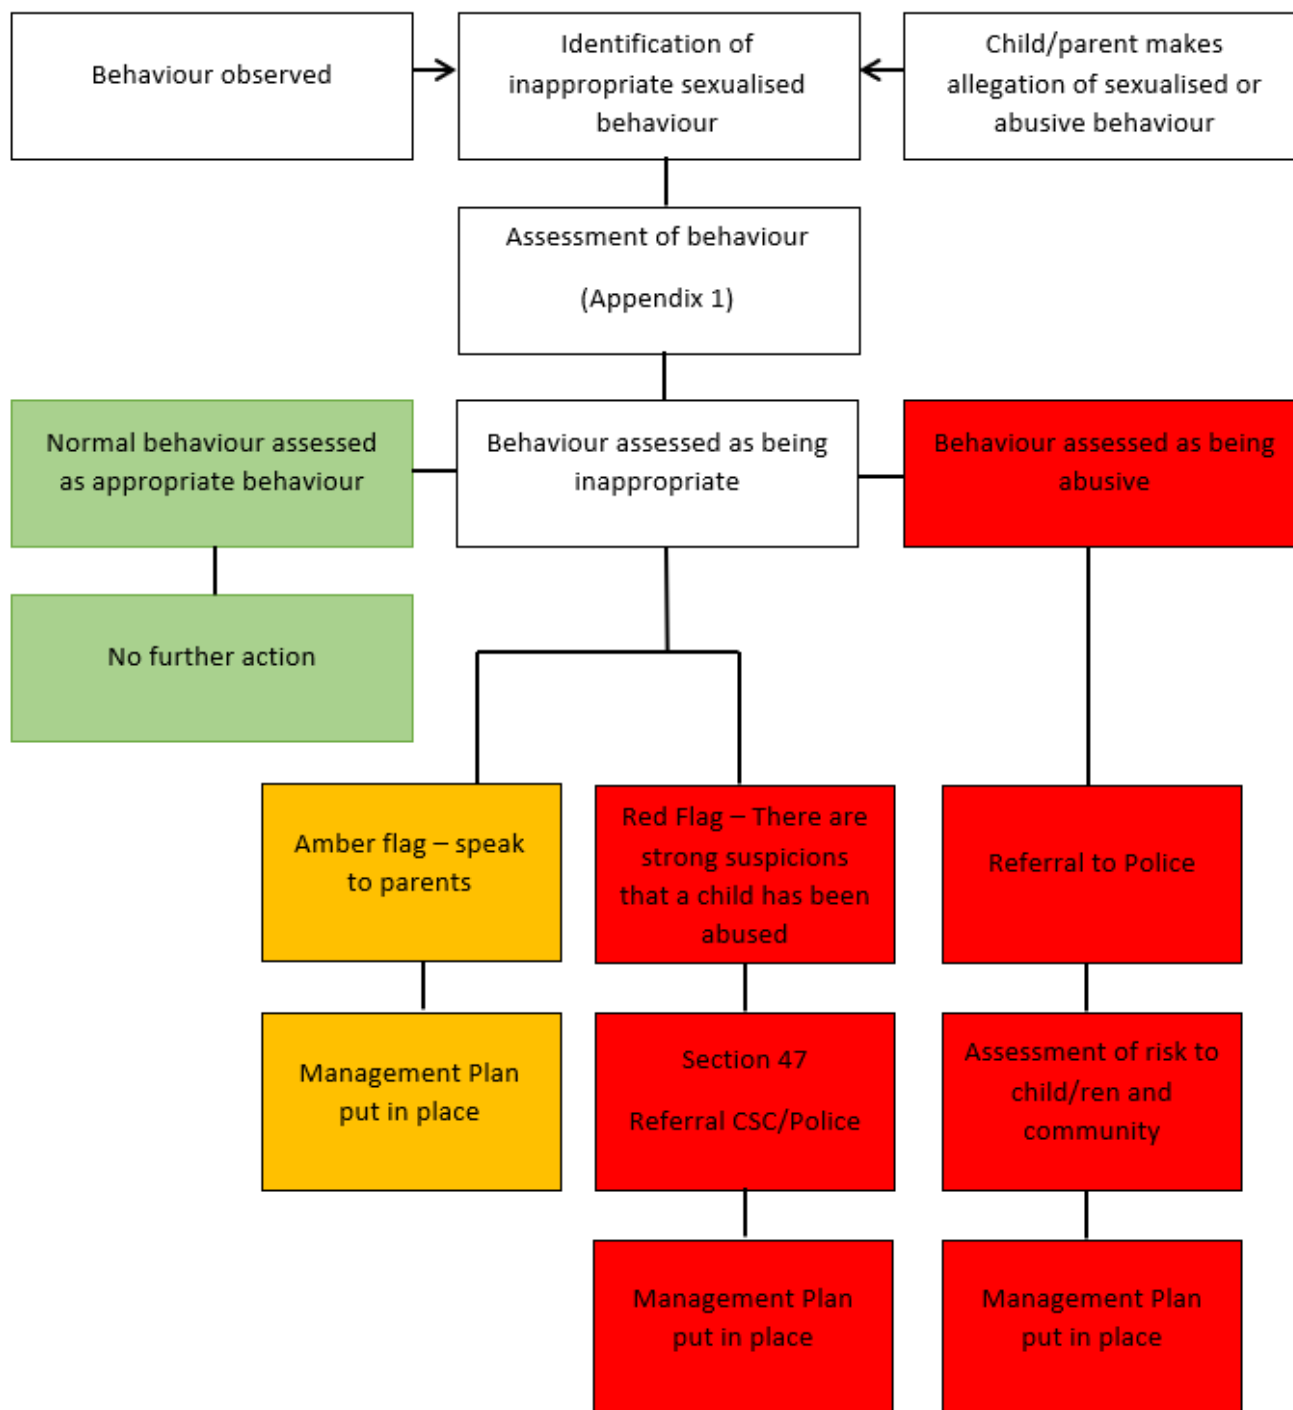 Behaviour observed
Identification of
inappropriate sexualised
behaviour
Child/parent makes
allegation of sexualised or
abusive behaviour
Assessment of behaviour
(Appendix 1)
Normal behaviour assessed
as appropriate behaviour
Behaviour assessed as being
inappropriate
Behaviour assessed as being
abusive
No further action
Amber flag – speak
to parents
Red Flag – There are
strong suspicions
that a child has been
abused
Referral to Police
Management Plan
put in place
Section 47
Referral CSC/Police
Assessment of risk to
child/ren and
community
Management Plan
put in place
Management Plan
put in place